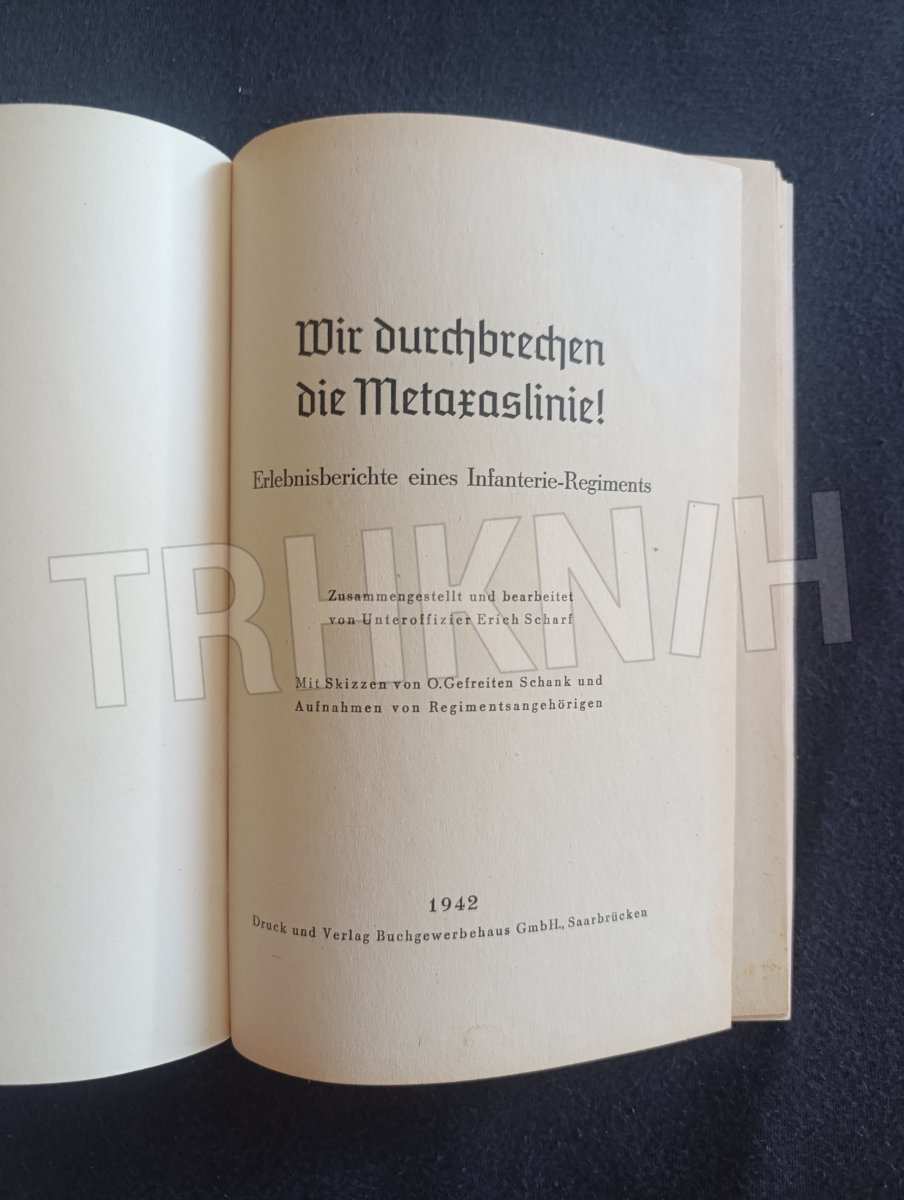 Wir durchbrechen
die Metaxaslinie!
Erlebnisberichte eines Infanterie-Regiments
Zusammengestellt und bearbeitet
von Unteroffizier Erich Scharf
Mit Skizzen von O.Gefreiten Schank und
Aufnahmen von Regimentsangehörigen
1942
Druck und Verlag Buchgewerbehaus GmbH., Saarbrücken
TRHKN/H